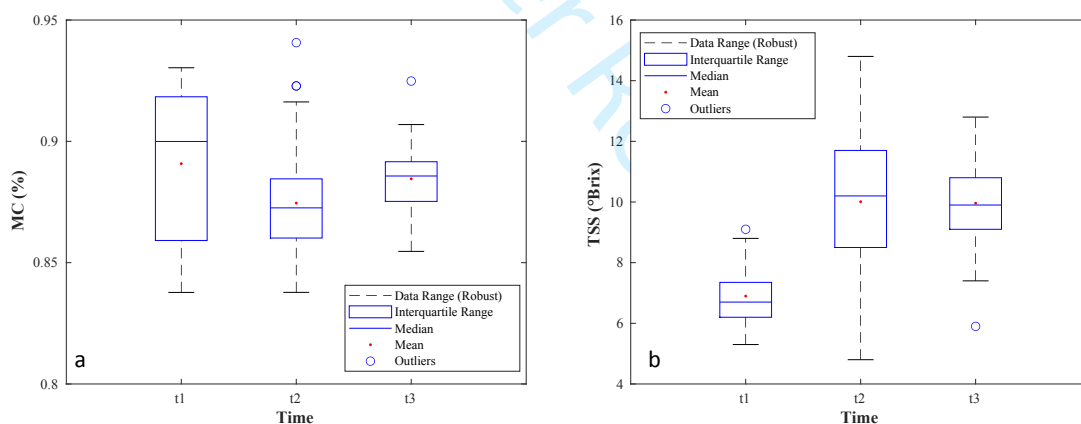 0.95
0.9
0.85
0.8
MC (%)
Data Range (Robust)
Interquartile Range
Median
Mean
Outliers
a
t1
t2
t3
Time
16
14
12
10
8
6
4
TSS (°Brix)
Data Range (Robust)
Interquartile Range
Median
Mean
Outliers
b
t1
t2
t3
Time